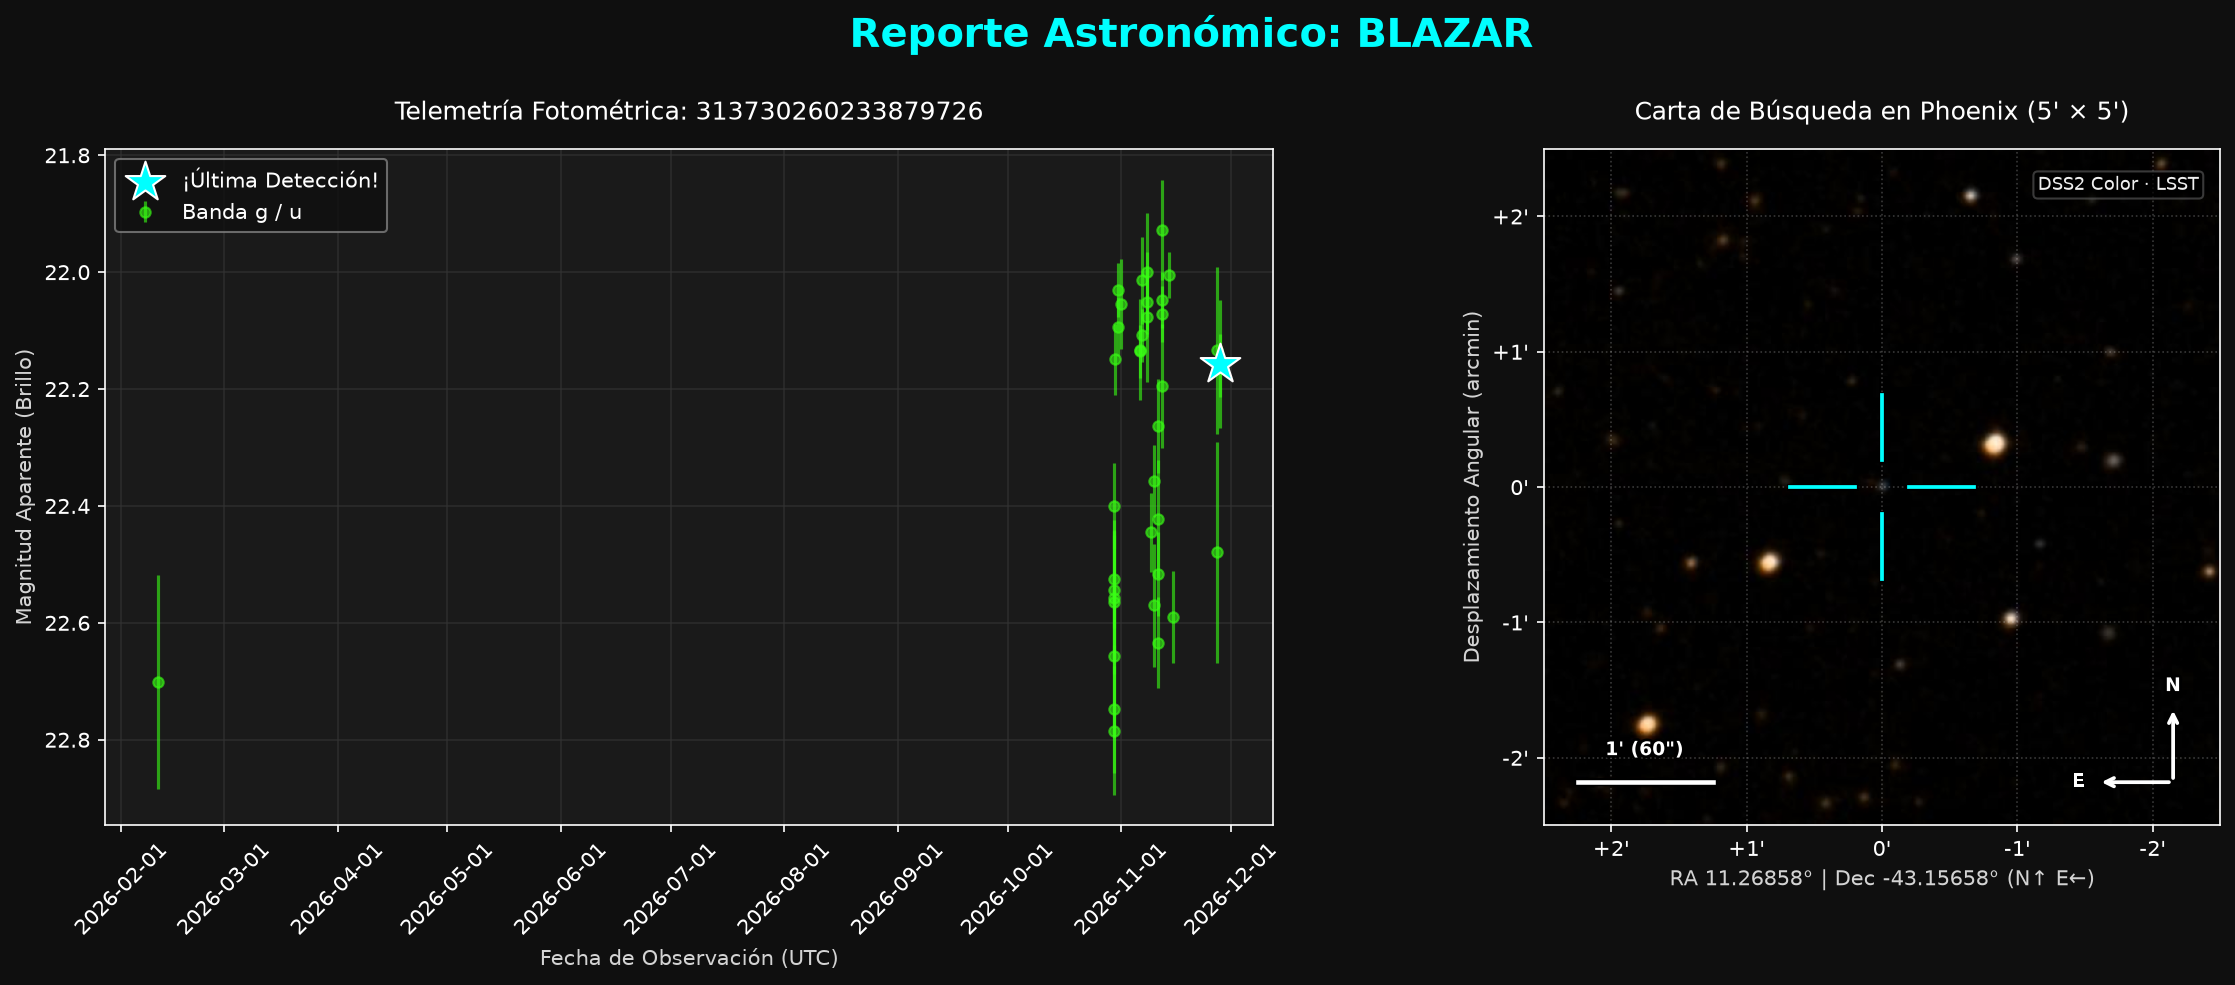 Reporte Astronómico: BLAZAR
Telemetría Fotométrica: 313730260233879726
¡Última Detección!
Banda g / u
Magnitud Aparente (Brillo)
21.8
22.0
22.2
22.4
22.6
22.8
2026-02-01
2026-03-01
2026-04-01
2026-05-01
2026-06-01
2026-07-01
2026-08-01
2026-09-01
2026-10-01
2026-11-01
2026-12-01
Fecha de Observación (UTC)
Carta de Búsqueda en Phoenix (5' × 5')
DSS2 Color · LSST
Desplazamiento Angular (arcmin)
+2'
+1'
0'
-1'
-2'
N
E
1' (60")
+2'
+1'
0'
-1'
-2'
RA 11.26858° | Dec -43.15658° (N↑ E←)